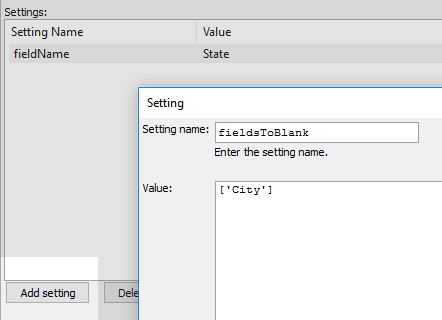 Settings:
Setting Name Value
fieldName State
Setting
Setting name: fieldsToBlank
Enter the setting name.
Value: ['City']
Add setting Dele